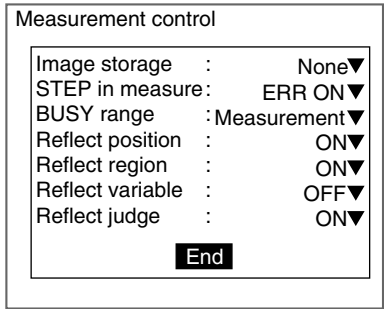 Measurement control
Image storage : None▼
STEP in measure: ERR ON▼
BUSY range : Measurement▼
Reflect position : ON▼
Reflect region : ON▼
Reflect variable : OFF▼
Reflect judge : ON▼
End